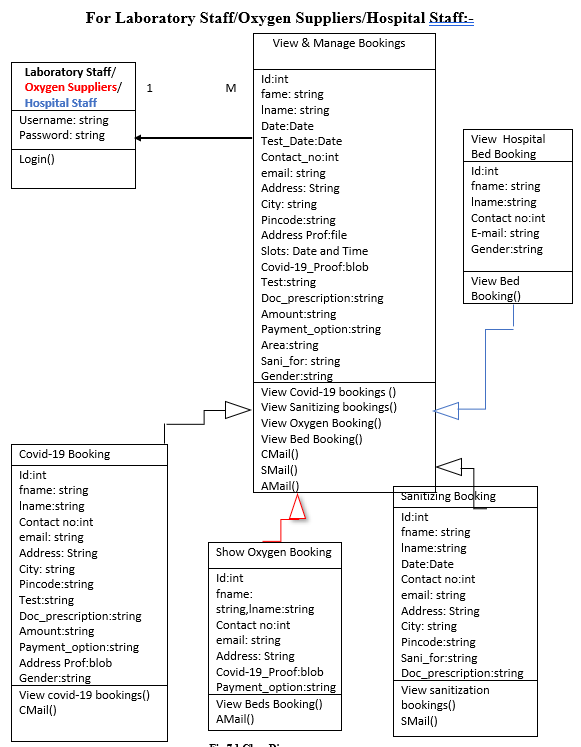 For Laboratory Staff/Oxygen Suppliers/Hospital Staff:-
View & Manage Bookings
Id:int
fame: string
lname: string
Date:Date
Test_Date:Date
Contact_no:int
email: string
Address: String
City: string
Pincode:string
Address Prof:file
Slots: Date and Time
Covid-19_Proof:blob
Test:string
Doc_prescription:string
Amount:string
Payment_option:string
Area:string
Sani_for: string
Gender:string
View Covid-19 bookings ()
View Sanitizing bookings()
View Oxygen Booking()
View Bed Booking()
CMail()
SMail()
AMail()
Laboratory Staff/
Oxygen Suppliers/
Hospital Staff
Username: string
Password: string
Login()
1
M
View Hospital
Bed Booking
Id:int
fname: string
lname:string
Contact no:int
E-mail: string
Gender:string
View Bed
Booking()
Covid-19 Booking
Id:int
fname: string
lname:string
Contact no:int
email: string
Address: String
City: string
Pincode:string
Test:string
Doc_prescription:string
Amount:string
Payment_option:string
Address Prof:blob
Gender:string
View covid-19 bookings()
CMail()
Show Oxygen Booking
Id:int
fname:
string,lname:string
Contact no:int
email: string
Address: String
Covid-19_Proof:blob
Payment_option:string
View Beds Booking()
AMail()
Sanitizing Booking
Id:int
fname: string
lname:string
Date:Date
Contact no:int
email: string
Address: String
City: string
Pincode:string
Sani_for:string
Doc_prescription:string
View sanitization
bookings()
SMail()